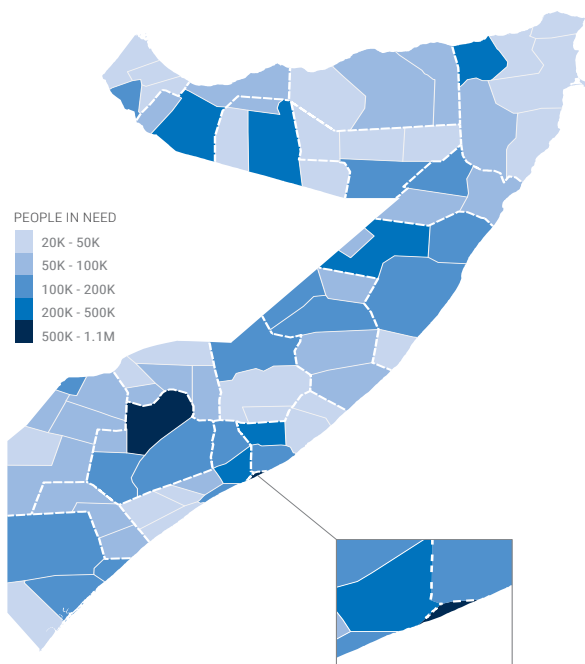 PEOPLE IN NEED
20K - 50K
50K - 100K
100K - 200K
200K - 500K
500K - 1.1M